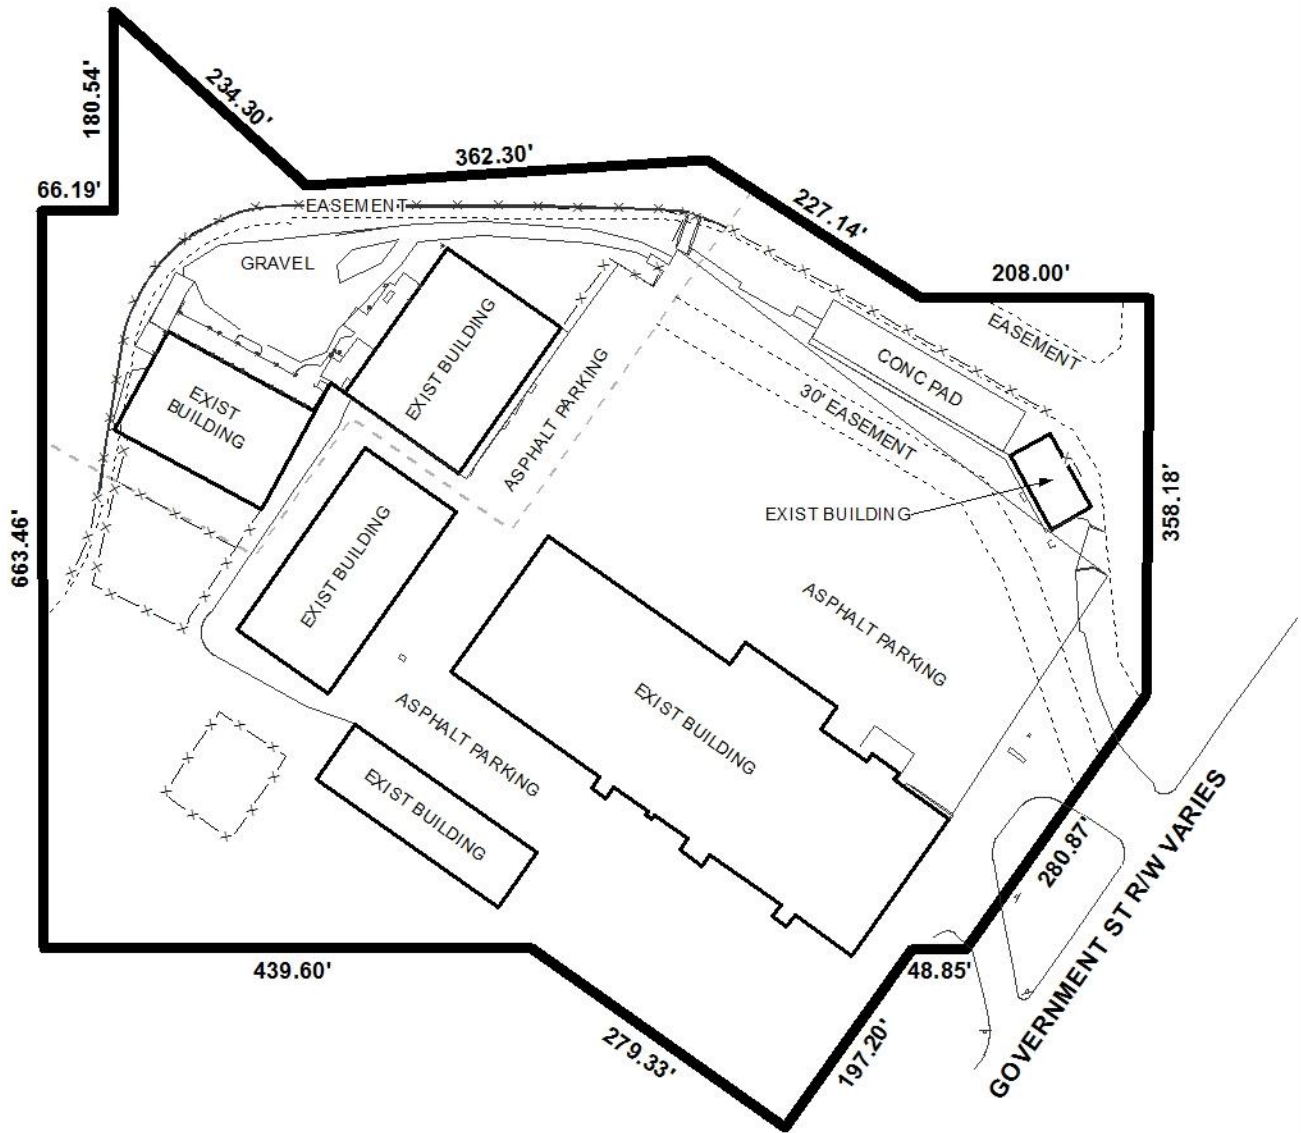 180.54'
234.30'
362.30'
66.19'
EASEMENT
227.14'
GRAVEL
208.00'
EASEMENT
EXIST BUILDING
CONC PAD
EXIST
BUILDING
ASPHALT PARKING
30' EASEMENT
EXIST BUILDING
358.18'
663.46'
EXIST BUILDING
ASPHALT PARKING
EXIST BUILDING
ASPHALT PARKING
EXIST BUILDING
280.87'
GOVERNMENT ST R/W VARIES
439.60'
48.85'
279.33'
197.20'